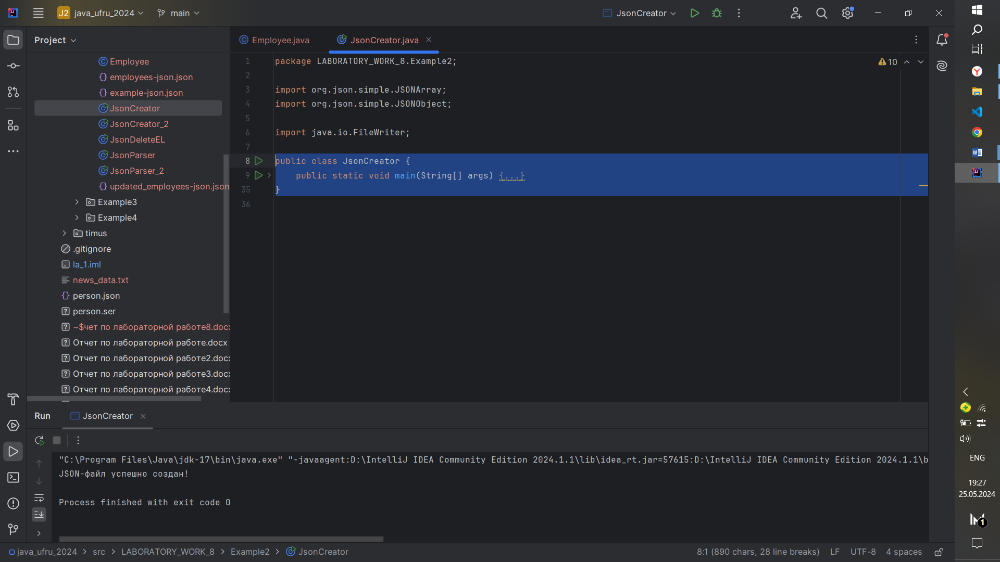 J2 java_ufru_2024 main JsonCreator
Project
Employee
employees-json.json
example-json.json
JsonCreator
JsonCreator_2
JsonDeleteEL
JsonParser
JsonParser_2
updated_employees-json.json
Example3
Example4
timus
.gitignore
la_1.iml
news_data.txt
person.json
person.ser
~$чет по лабораторной работе8.docx
Отчет по лабораторной работе.docx
Отчет по лабораторной работе2.docx
Отчет по лабораторной работе3.docx
Отчет по лабораторной работе4.docx
Employee.java JsonCreator.java
10
1 package LABORATORY_WORK_8.Example2;
2
3 import org.json.simple.JSONArray;
4 import org.json.simple.JSONObject;
5
6 import java.io.FileWriter;
7
8 public class JsonCreator {
9 public static void main(String[] args) {...}
35 }
36
Run JsonCreator
"C:\Program Files\Java\jdk-17\bin\java.exe" "-javaagent:D:\IntelliJ IDEA Community Edition 2024.1.1\lib\idea_rt.jar=57615:D:\IntelliJ IDEA Community Edition 2024.1.1\b
JSON-файл успешно создан!
Process finished with exit code 0
java_ufru_2024 > src > LABORATORY_WORK_8 > Example2 > JsonCreator
8:1 (890 chars, 28 line breaks) LF UTF-8 4 spaces
ENG
19:27
25.05.2024
1